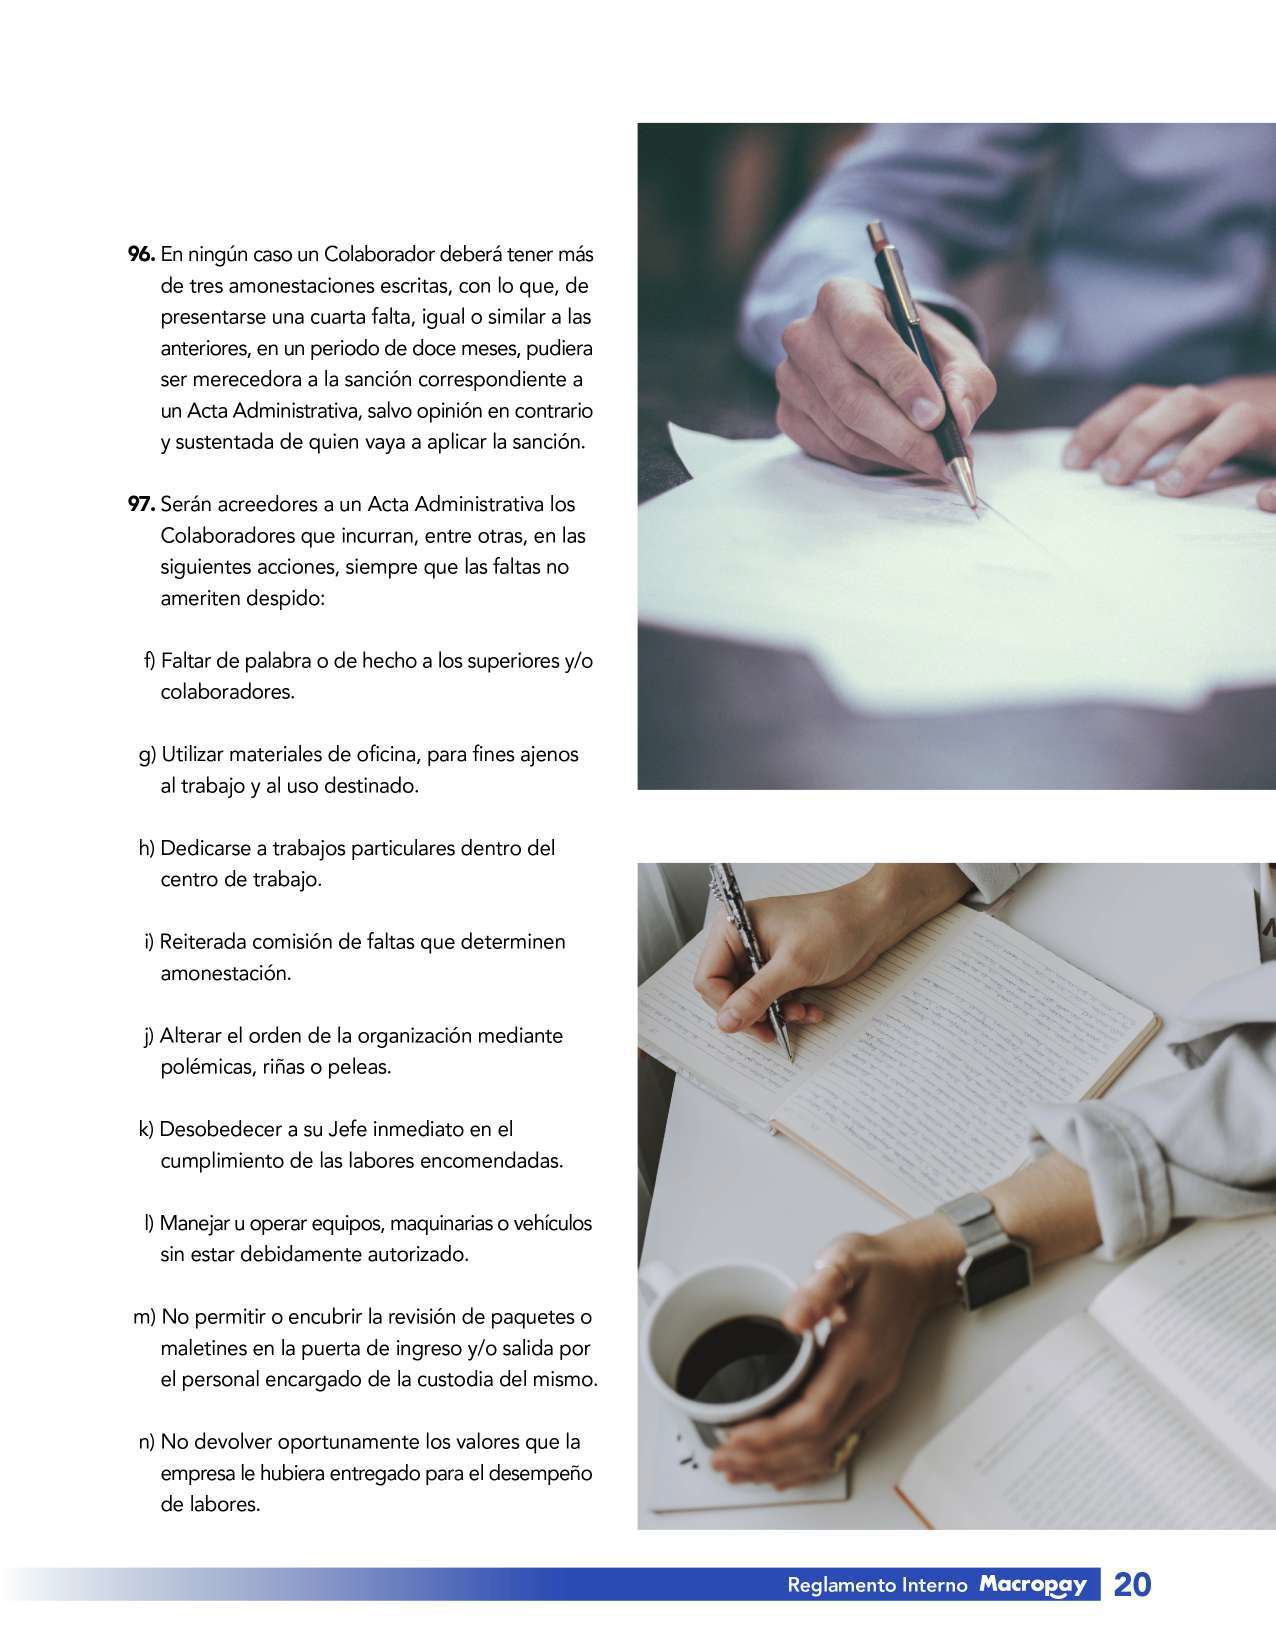 96. En ningún caso un Colaborador deberá tener más
de tres amonestaciones escritas, con lo que, de
presentarse una cuarta falta, igual o similar a las
anteriores, en un periodo de doce meses, pudiera
ser merecedora a la sanción correspondiente a
un Acta Administrativa, salvo opinión en contrario
y sustentada de quien vaya a aplicar la sanción.
97. Serán acreedores a un Acta Administrativa los
Colaboradores que incurran, entre otras, en las
siguientes acciones, siempre que las faltas no
ameriten despido:
f) Faltar de palabra o de hecho a los superiores y/o
colaboradores.
g) Utilizar materiales de oficina, para fines ajenos
al trabajo y al uso destinado.
h) Dedicarse a trabajos particulares dentro del
centro de trabajo.
i) Reiterada comisión de faltas que determinen
amonestación.
j) Alterar el orden de la organización mediante
polémicas, riñas o peleas.
k) Desobedecer a su Jefe inmediato en el
cumplimiento de las labores encomendadas.
l) Manejar u operar equipos, maquinarias o vehículos
sin estar debidamente autorizado.
m) No permitir o encubrir la revisión de paquetes o
maletines en la puerta de ingreso y/o salida por
el personal encargado de la custodia del mismo.
n) No devolver oportunamente los valores que la
empresa le hubiera entregado para el desempeño
de labores.
Reglamento Interno Macropay 20